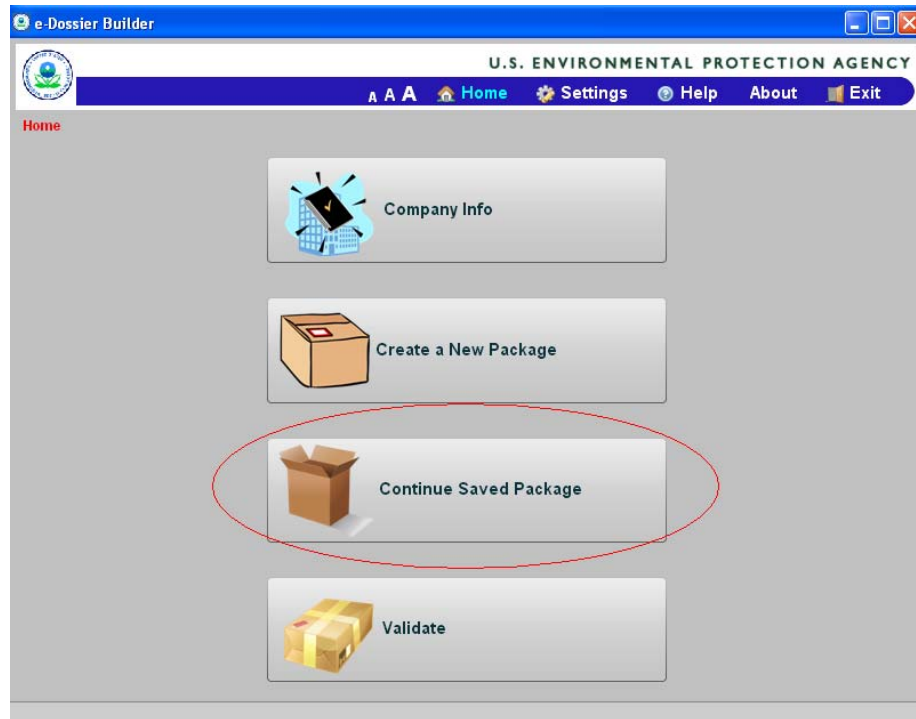 e-Dossier Builder
U.S. ENVIRONMENTAL PROTECTION AGENCY
A A A Home Settings Help About Exit
Home
Company Info
Create a New Package
Continue Saved Package
Validate